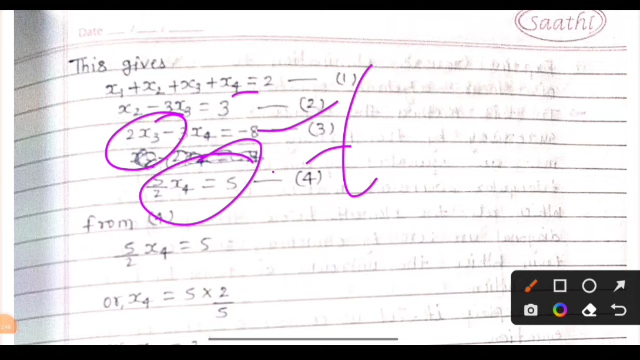 Saathi
Date / /
This gives
x₁ + x₂ + x₃ + x₄ = 2 — (1)
x₂ - 3x₃ = 3 — (2)
2x₃ - x₄ = -8 (3)
5/2 x₄ = 5 — (4)
from (4)
5/2 x₄ = 5
or, x₄ = 5 × 2/5